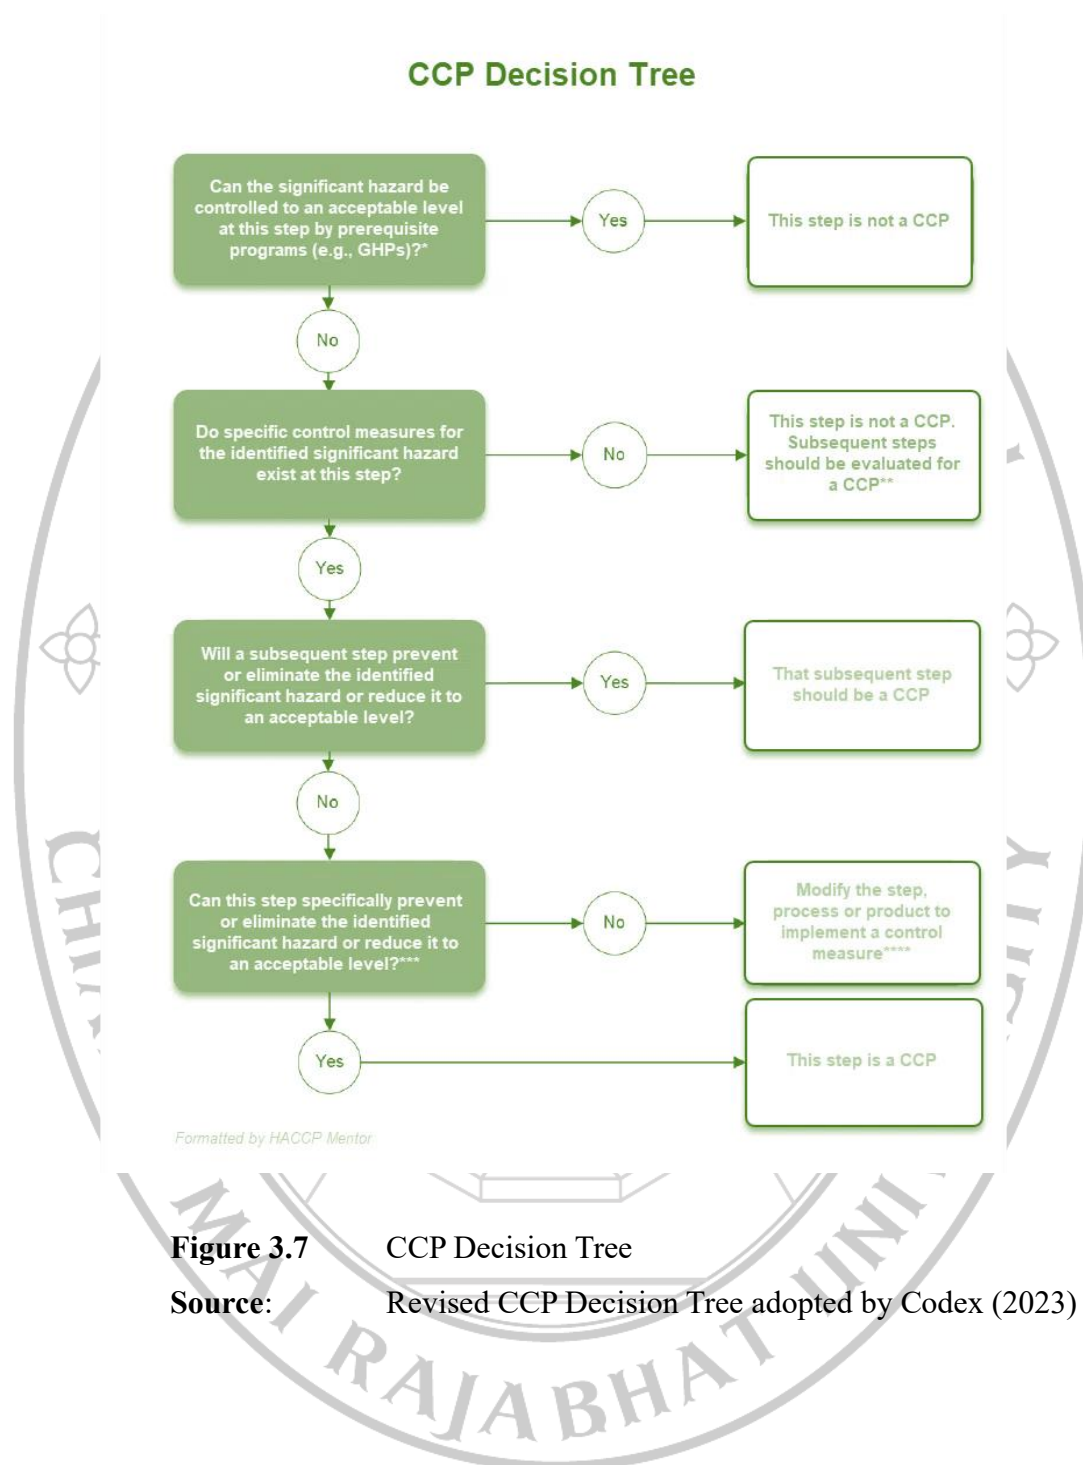 CCP Decision Tree
Can the significant hazard be
controlled to an acceptable level
at this step by prerequisite
programs (e.g., GHPs)?*
Yes
This step is not a CCP
No
Do specific control measures for
the identified significant hazard
exist at this step?
No
This step is not a CCP.
Subsequent steps
should be evaluated for
a CCP**
Yes
Will a subsequent step prevent
or eliminate the identified
significant hazard or reduce it to
an acceptable level?
Yes
That subsequent step
should be a CCP
No
Can this step specifically prevent
or eliminate the identified
significant hazard or reduce it to
an acceptable level?***
No
Modify the step,
process or product to
implement a control
measure****
Yes
This step is a CCP
Formatted by HACCP Mentor
Figure 3.7 CCP Decision Tree
Source: Revised CCP Decision Tree adopted by Codex (2023)
RAJABHAT